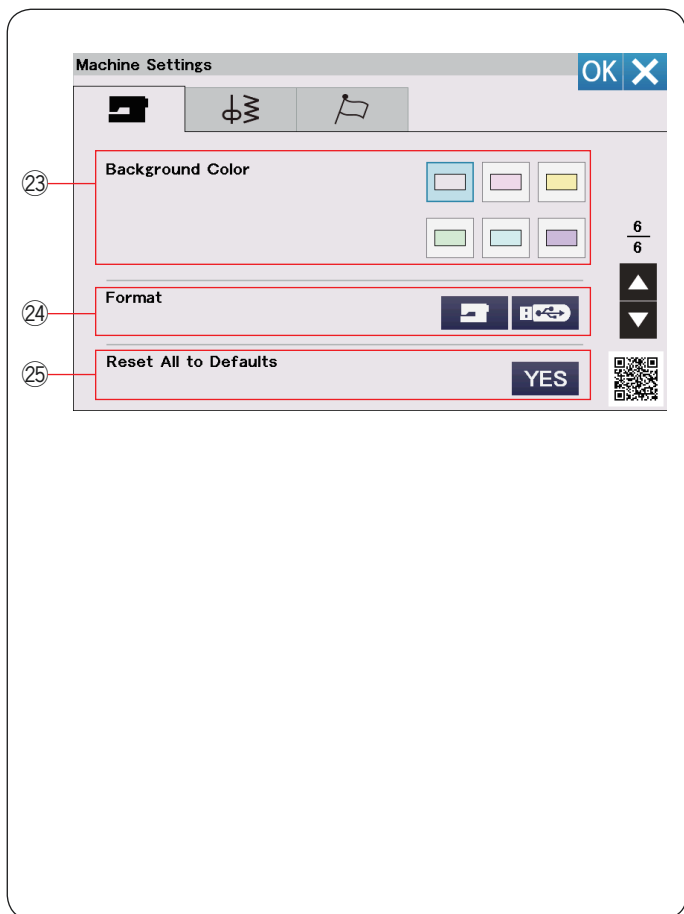 Machine Settings OK
㉓ Background Color
6
6
㉔ Format
㉕ Reset All to Defaults YES